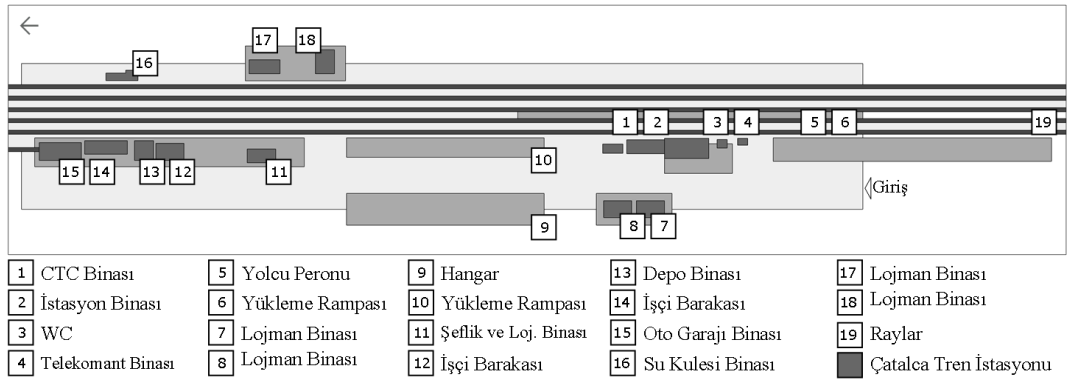 17 18
16
1 2 3 4 5 6 19
15 14 13 12 11 10
Giriş
9 8 7
1 CTC Binası
2 İstasyon Binası
3 WC
4 Telekomant Binası
5 Yolcu Peronu
6 Yükleme Rampası
7 Lojman Binası
8 Lojman Binası
9 Hangar
10 Yükleme Rampası
11 Şeflik ve Loj. Binası
12 İşçi Barakası
13 Depo Binası
14 İşçi Barakası
15 Oto Garajı Binası
16 Su Kulesi Binası
17 Lojman Binası
18 Lojman Binası
19 Raylar
Çatalca Tren İstasyonu